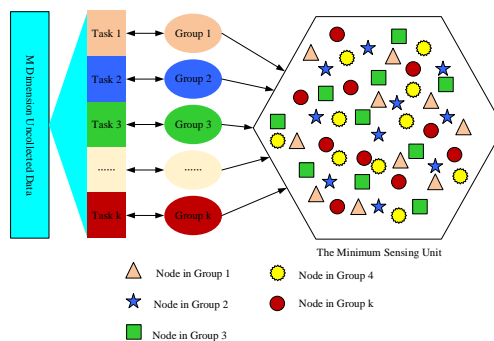 M Dimension Uncollected Data
Task 1
Group 1
Task 2
Group 2
Task 3
Group 3
......
......
Task k
Group k
The Minimum Sensing Unit
Node in Group 1
Node in Group 4
Node in Group 2
Node in Group k
Node in Group 3